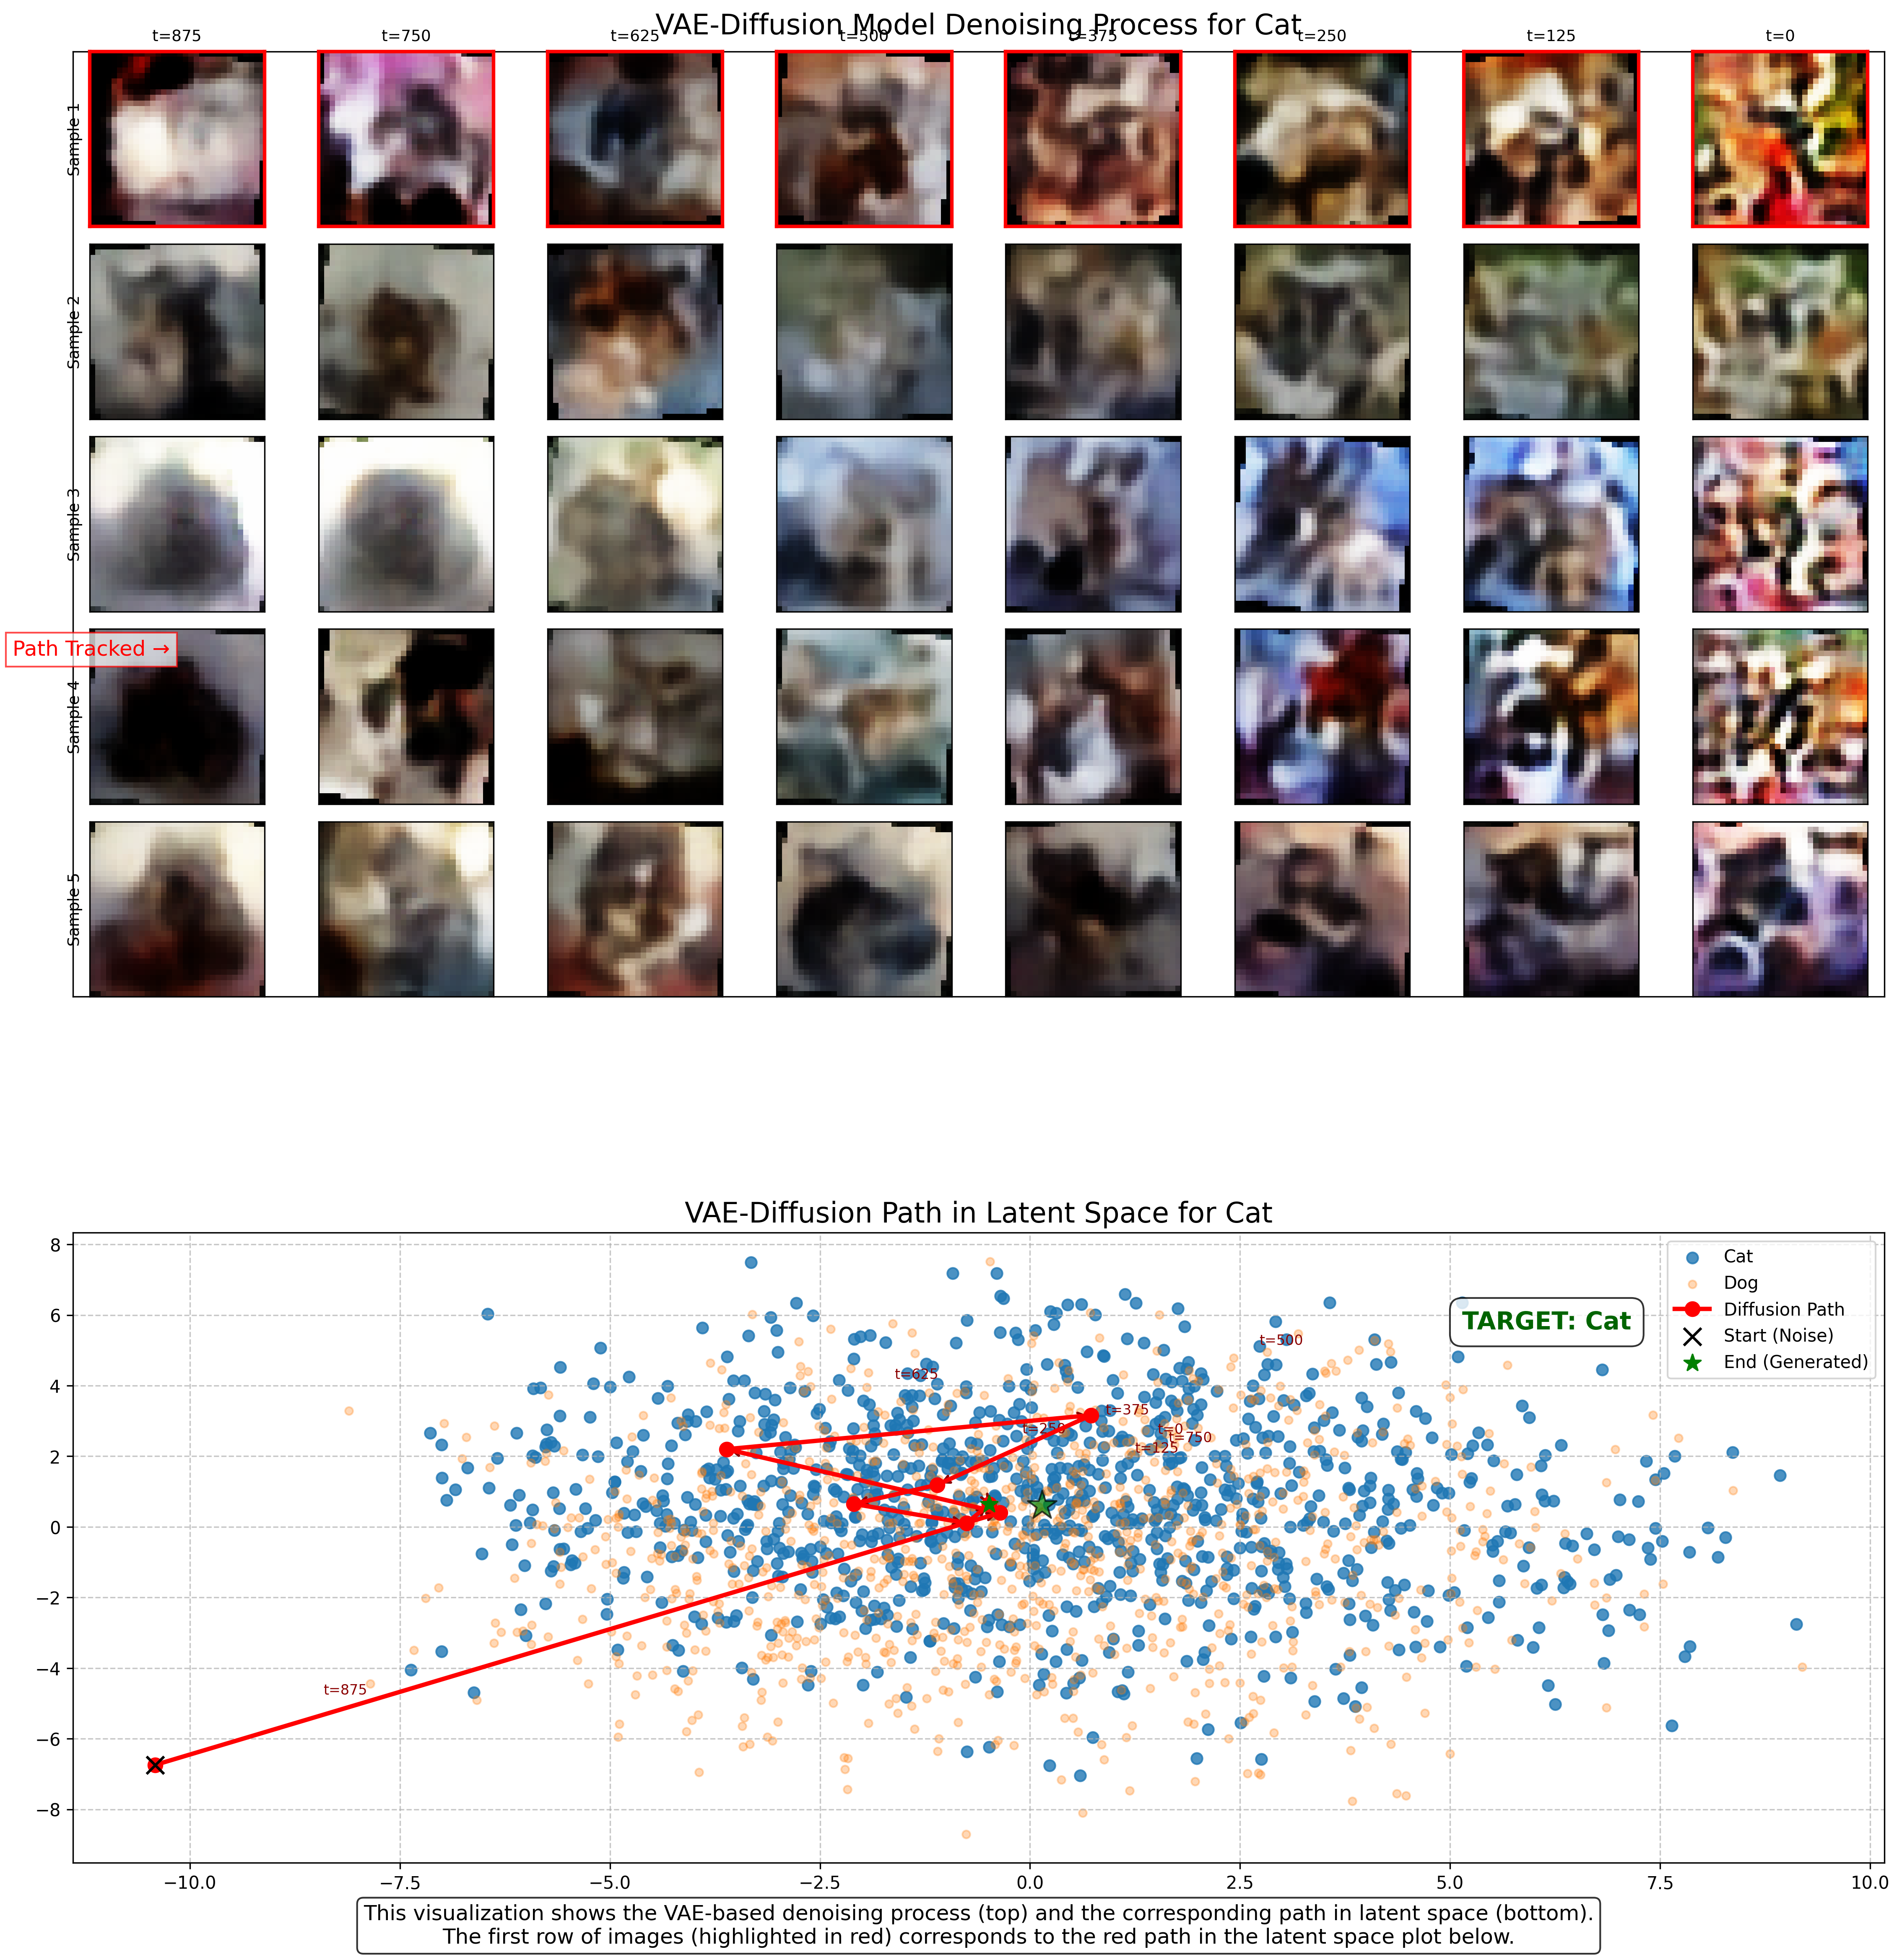 VAE-Diffusion Model Denoising Process for Cat
t=875 t=750 t=625 t=500 t=375 t=250 t=125 t=0
Sample 1
Sample 2
Sample 3
Path Tracked →
Sample 4
Sample 5
VAE-Diffusion Path in Latent Space for Cat
8
6
4
2
0
−2
−4
−6
−8
Cat
Dog
Diffusion Path
Start (Noise)
End (Generated)
TARGET: Cat
t=500
t=625
t=375
t=250
t=0
t=750
t=125
t=875
−10.0 −7.5 −5.0 −2.5 0.0 2.5 5.0 7.5 10.0
This visualization shows the VAE-based denoising process (top) and the corresponding path in latent space (bottom).
The first row of images (highlighted in red) corresponds to the red path in the latent space plot below.